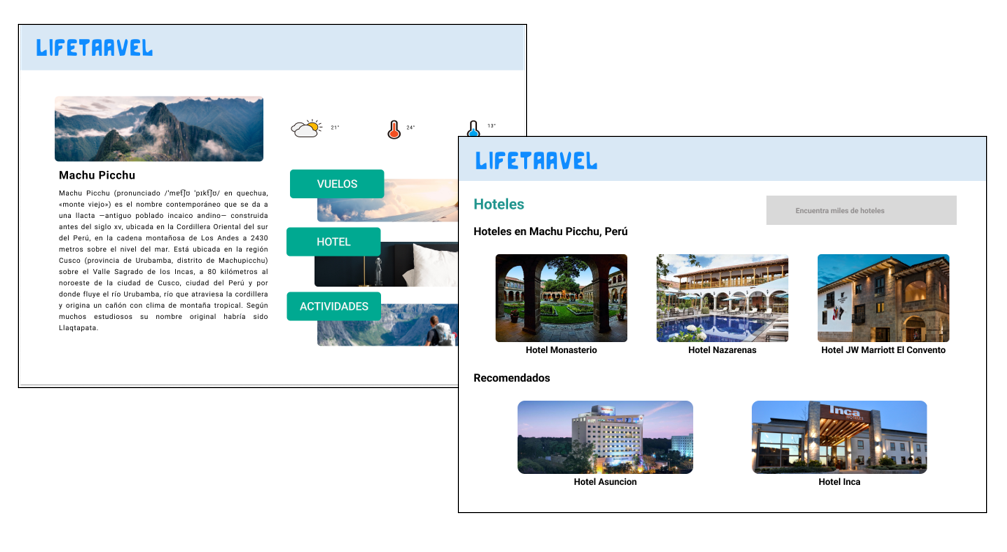 LIFETRAVEL
21°
24°
13°
Machu Picchu
Machu Picchu (pronunciado /'mɐt͡ʃʊ 'pɪkt͡ʃʊ/ en quechua,
«monte viejo») es el nombre contemporáneo que se da a
una llacta —antiguo poblado incaico andino— construida
antes del siglo xv, ubicada en la Cordillera Oriental del sur
del Perú, en la cadena montañosa de Los Andes a 2430
metros sobre el nivel del mar. Está ubicada en la región
Cusco (provincia de Urubamba, distrito de Machupicchu)
sobre el Valle Sagrado de los Incas, a 80 kilómetros al
noroeste de la ciudad de Cusco, ciudad del Perú y por
donde fluye el río Urubamba, río que atraviesa la cordillera
y origina un cañón con clima de montaña tropical. Según
muchos estudiosos su nombre original habría sido
Llaqtapata.
VUELOS
HOTEL
ACTIVIDADES
LIFETRAVEL
Hoteles
Encuentra miles de hoteles
Hoteles en Machu Picchu, Perú
Hotel Monasterio
Hotel Nazarenas
Hotel JW Marriott El Convento
Recomendados
Inca
Hotel Asuncion
Hotel Inca